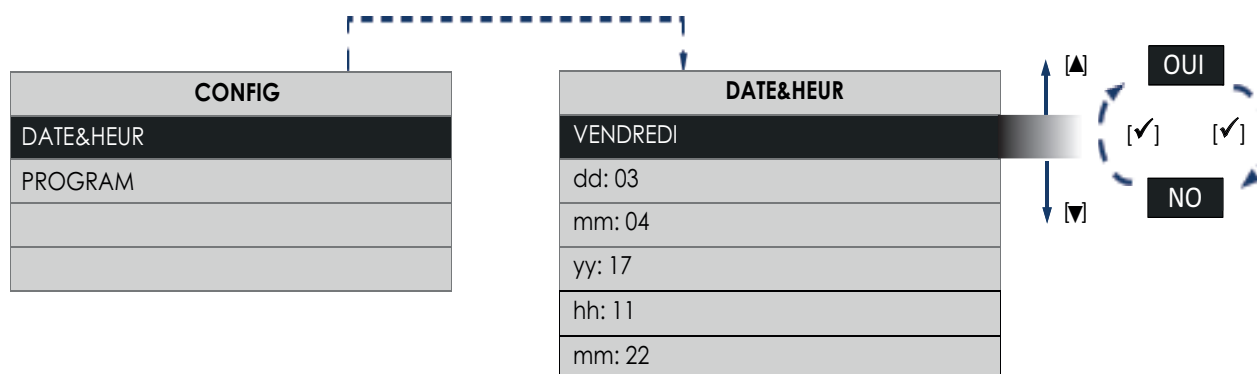 CONFIG
DATE&HEUR
PROGRAM
DATE&HEUR
VENDREDI
dd: 03
mm: 04
yy: 17
hh: 11
mm: 22
[▲]
[▼]
OUI
[✓] [✓]
NO